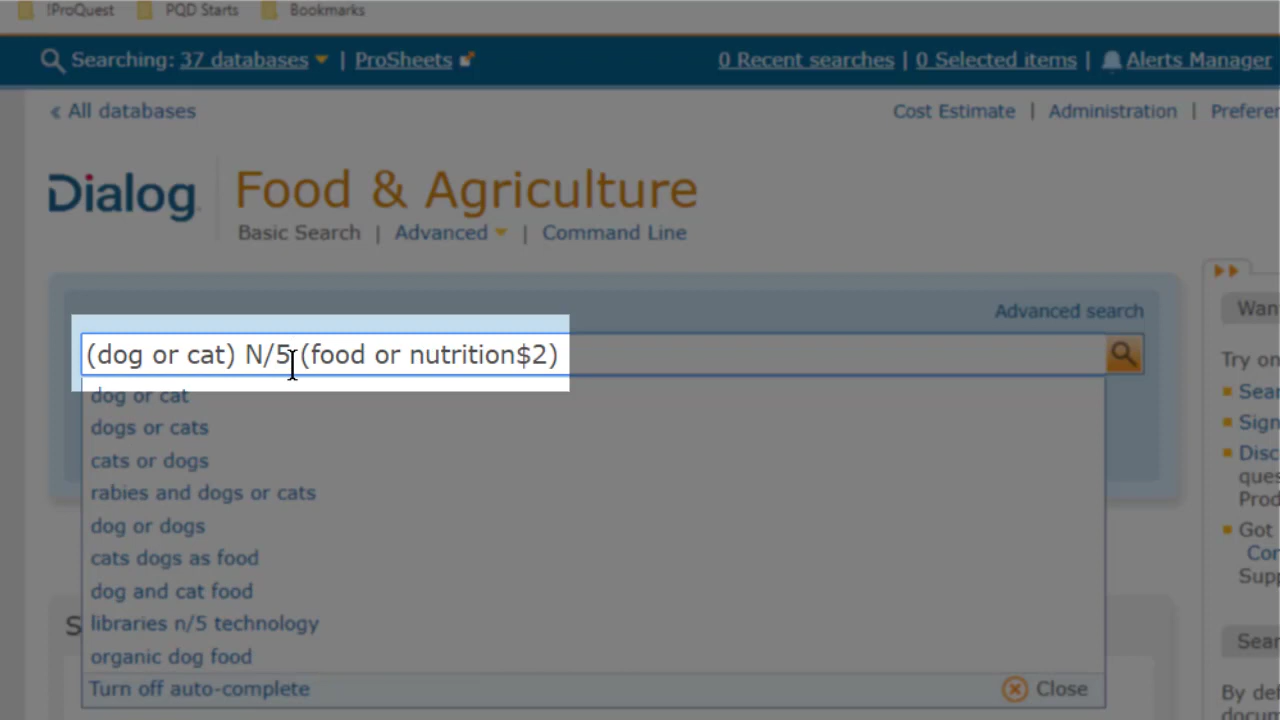 !ProQuest PQD Starts Bookmarks
Searching: 37 databases | ProSheets 0 Recent searches | 0 Selected items | Alerts Manager
« All databases Cost Estimate | Administration | Prefere
Dialog Food & Agriculture
Basic Search | Advanced | Command Line
Advanced search
(dog or cat) N/5 (food or nutrition$2)
dog or cat
dogs or cats
cats or dogs
rabies and dogs or cats
dog or dogs
cats dogs as food
dog and cat food
libraries n/5 technology
organic dog food
Turn off auto-complete Close
S
Wan
Try on
Sear
Sign
Disc
ques
Prod
Got
Con
Supp
Sear
By def
docum